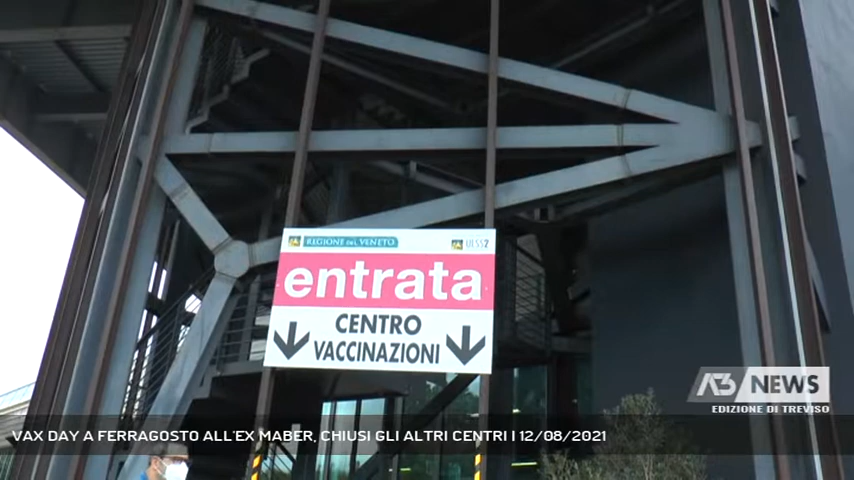 REGIONE DEL VENETO ULSS2
entrata
CENTRO
VACCINAZIONI
A3 NEWS
EDIZIONE DI TREVISO
VAX DAY A FERRAGOSTO ALL'EX MABER, CHIUSI GLI ALTRI CENTRI | 12/08/2021